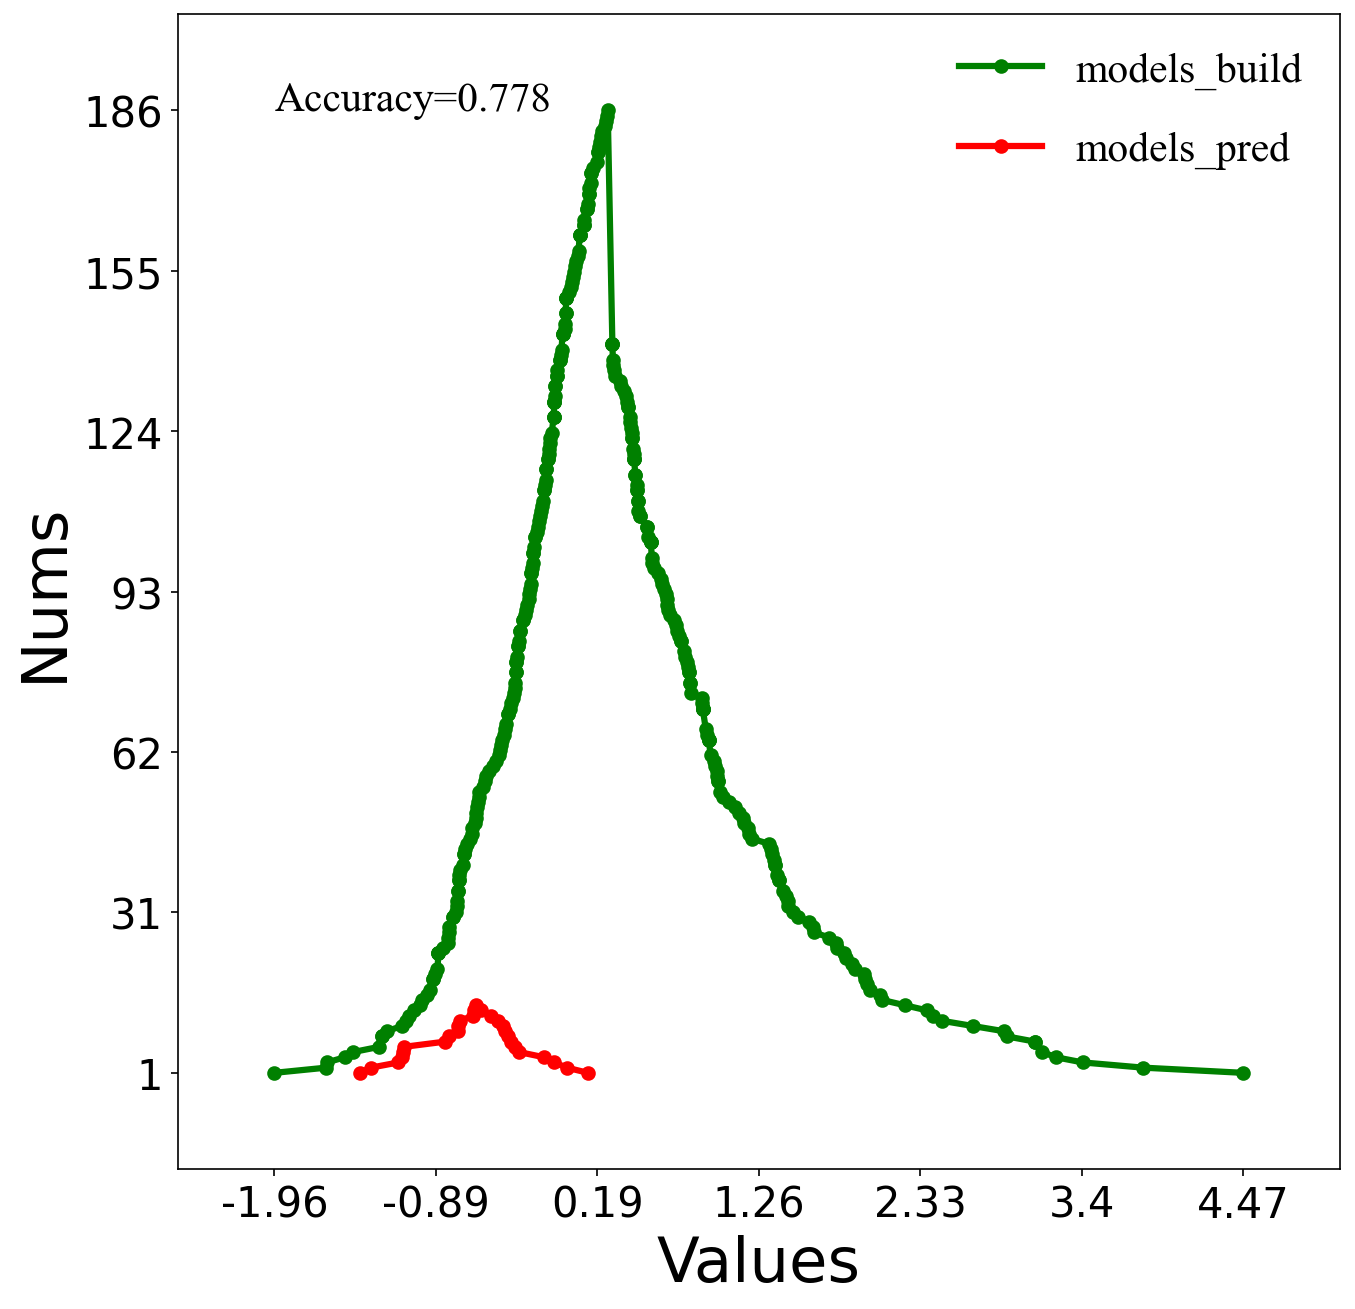 models_build
Accuracy=0.778
models_pred
186
155
124
93
62
31
1
Nums
-1.96 -0.89 0.19 1.26 2.33 3.4 4.47
Values